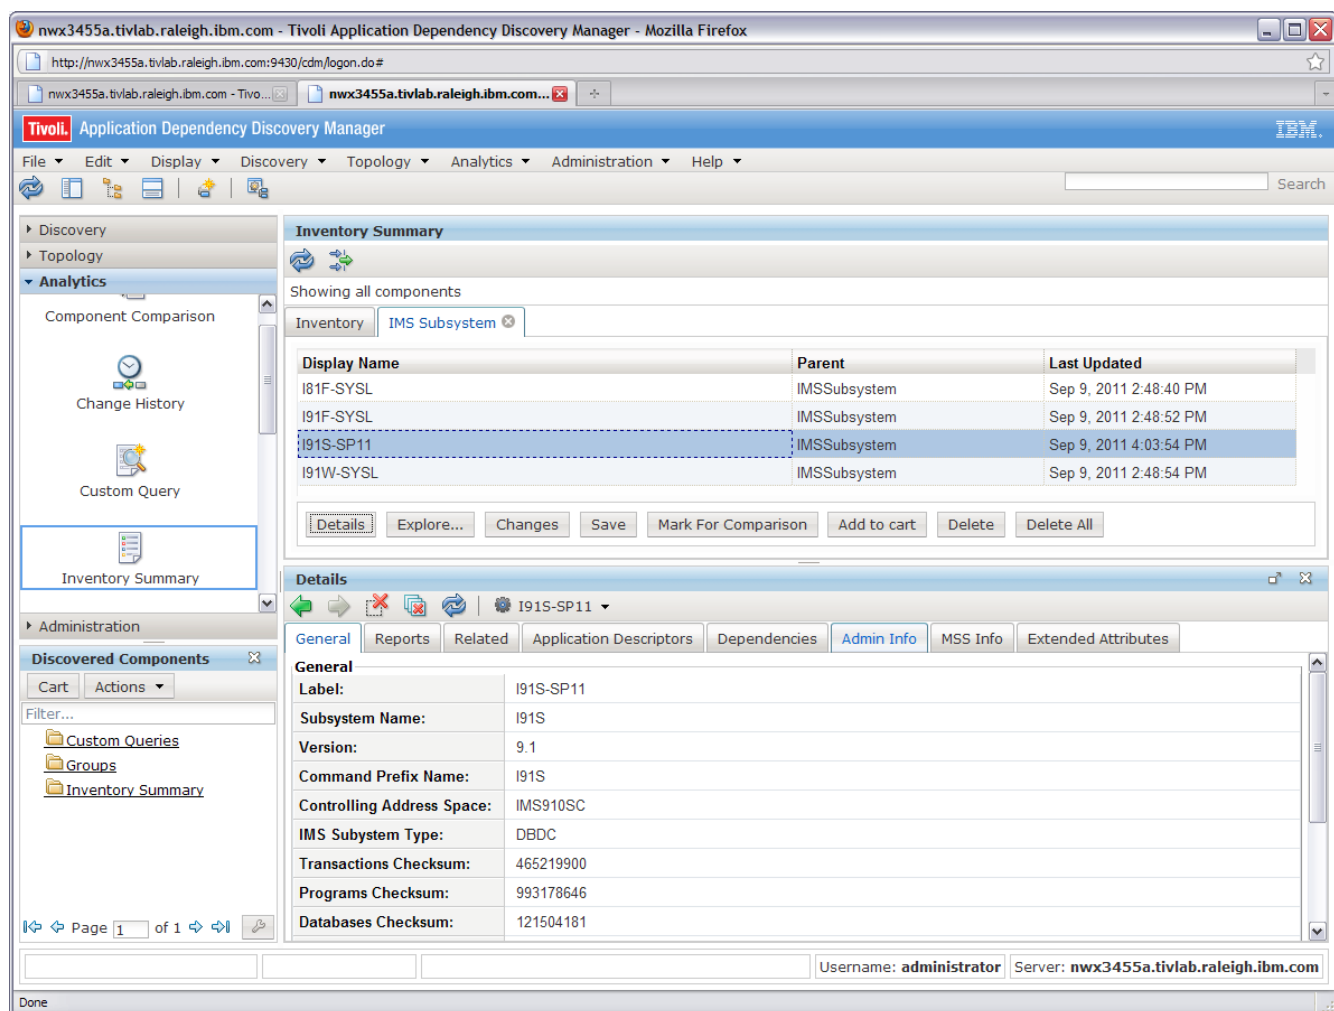 nwx3455a.tivlab.raleigh.ibm.com - Tivoli Application Dependency Discovery Manager - Mozilla Firefox
http://nwx3455a.tivlab.raleigh.ibm.com:9430/cdm/logon.do#
nwx3455a.tivlab.raleigh.ibm.com - Tivo... nwx3455a.tivlab.raleigh.ibm.com...
Tivoli. Application Dependency Discovery Manager IBM.
File Edit Display Discovery Topology Analytics Administration Help
Search
Discovery
Topology
Analytics
Component Comparison
Change History
Custom Query
Inventory Summary
Administration
Discovered Components
Cart Actions
Filter...
Custom Queries
Groups
Inventory Summary
Page 1 of 1
Inventory Summary
Showing all components
Inventory IMS Subsystem
Display Name Parent Last Updated
I81F-SYSL IMSSubsystem Sep 9, 2011 2:48:40 PM
I91F-SYSL IMSSubsystem Sep 9, 2011 2:48:52 PM
I91S-SP11 IMSSubsystem Sep 9, 2011 4:03:54 PM
I91W-SYSL IMSSubsystem Sep 9, 2011 2:48:54 PM
Details Explore... Changes Save Mark For Comparison Add to cart Delete Delete All
Details
I91S-SP11
General Reports Related Application Descriptors Dependencies Admin Info MSS Info Extended Attributes
General
Label: I91S-SP11
Subsystem Name: I91S
Version: 9.1
Command Prefix Name: I91S
Controlling Address Space: IMS910SC
IMS Subystem Type: DBDC
Transactions Checksum: 465219900
Programs Checksum: 993178646
Databases Checksum: 121504181
Username: administrator Server: nwx3455a.tivlab.raleigh.ibm.com
Done